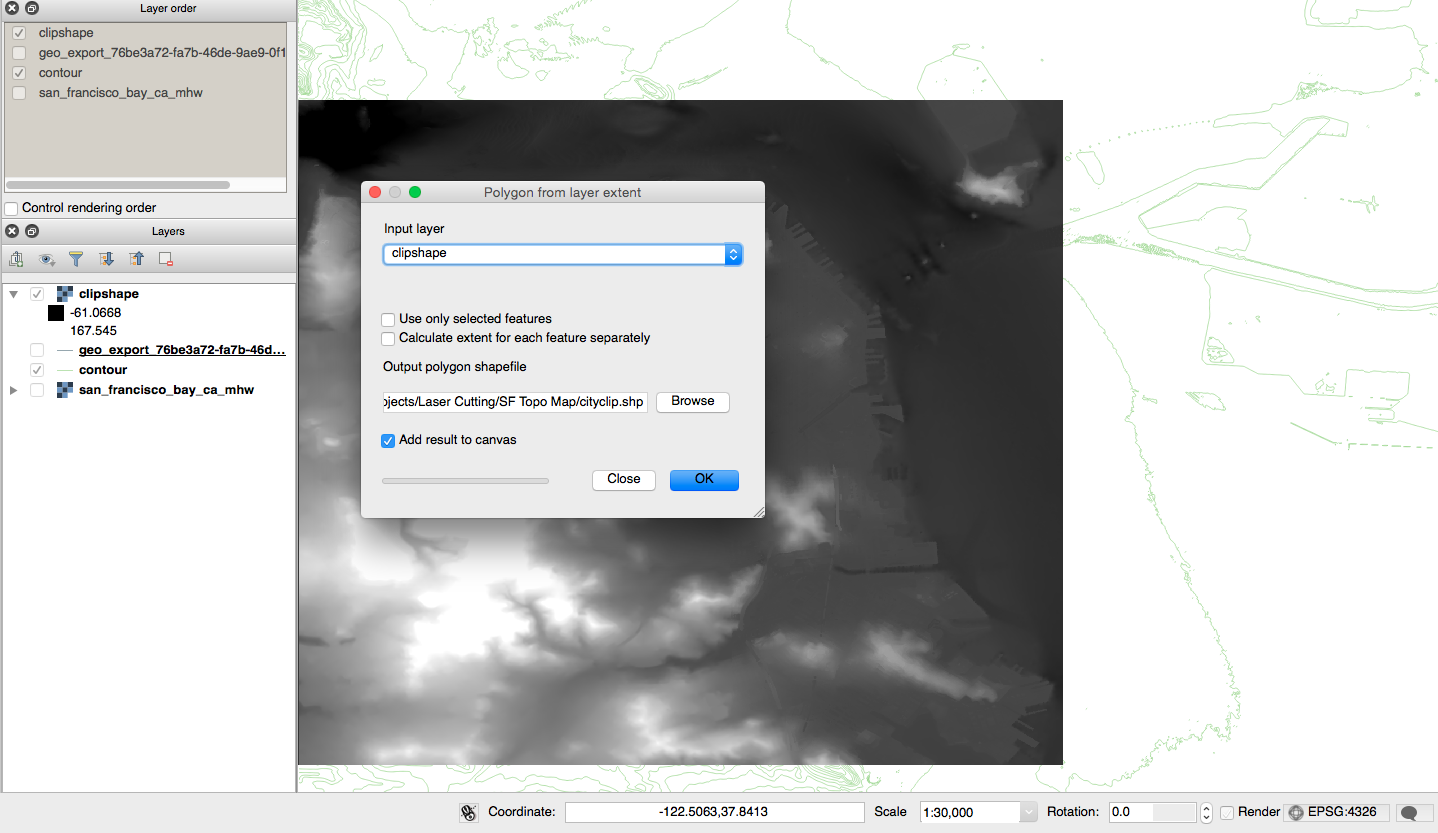 Layer order
clipshape
geo_export_76be3a72-fa7b-46de-9ae9-0f1
contour
san_francisco_bay_ca_mhw
Control rendering order
Layers
clipshape
-61.0668
167.545
geo_export_76be3a72-fa7b-46d...
contour
san_francisco_bay_ca_mhw
Polygon from layer extent
Input layer
clipshape
Use only selected features
Calculate extent for each feature separately
Output polygon shapefile
ojects/Laser Cutting/SF Topo Map/cityclip.shp
Browse
Add result to canvas
Close
OK
Coordinate:
-122.5063,37.8413
Scale
1:30,000
Rotation:
0.0
Render
EPSG:4326